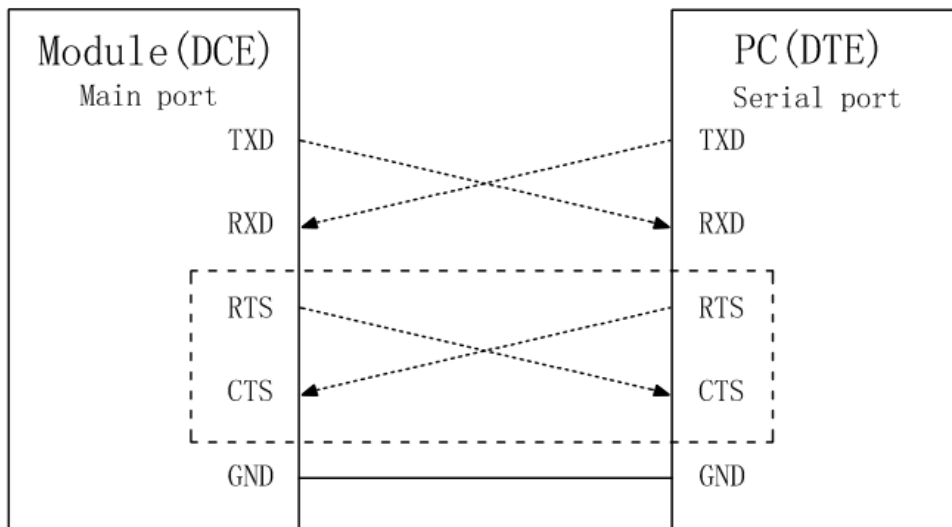 Module(DCE)
Main port
TXD
RXD
RTS
CTS
GND
PC(DTE)
Serial port
TXD
RXD
RTS
CTS
GND